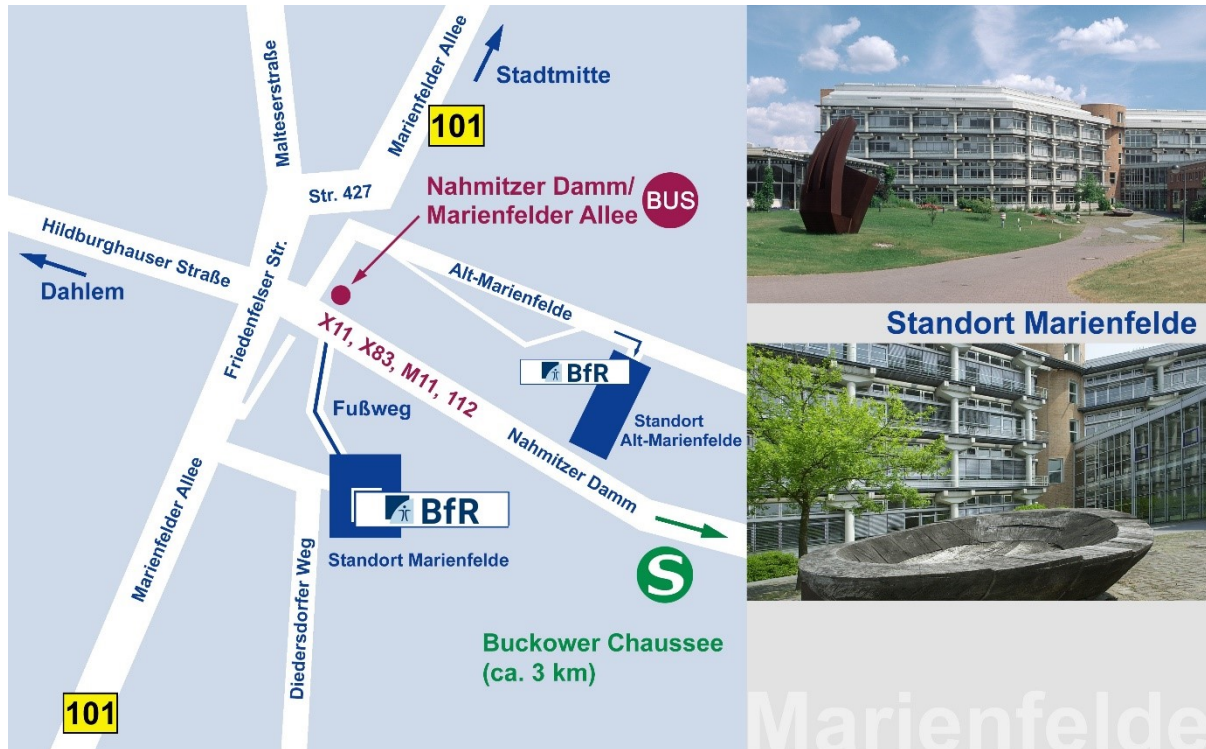 Malteserstraße
Marienfelder Allee
Stadtmitte
101
Str. 427
Nahmitzer Damm/
Marienfelder Allee
BUS
Hildburghauser Straße
Dahlem
Friedenfelser Str.
Alt-Marienfelde
X11, X83, M11, 112
BfR
Fußweg
Standort
Alt-Marienfelde
Nahmitzer Damm
Marienfelder Allee
BfR
Standort Marienfelde
Diedersdorfer Weg
S
Buckower Chaussee
(ca. 3 km)
101
Standort Marienfelde
Marienfelde